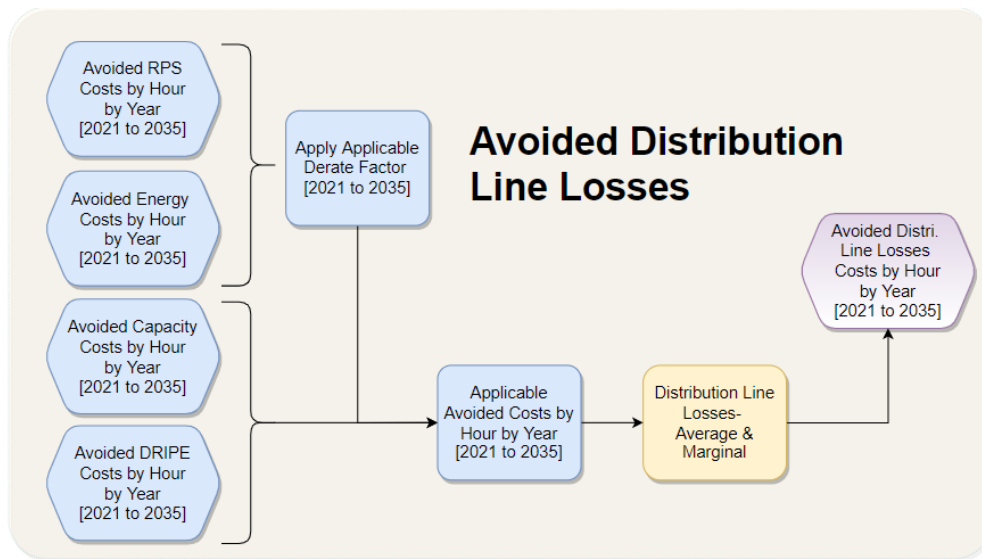 Avoided RPS
Costs by Hour
by Year
[2021 to 2035]
Avoided Energy
Costs by Hour
by Year
[2021 to 2035]
Avoided Capacity
Costs by Hour
by Year
[2021 to 2035]
Avoided DRIPE
Costs by Hour
by Year
[2021 to 2035]
Apply Applicable
Derate Factor
[2021 to 2035]
Avoided Distribution
Line Losses
Applicable
Avoided Costs by
Hour by Year
[2021 to 2035]
Distribution Line
Losses-
Average &
Marginal
Avoided Distri.
Line Losses
Costs by Hour
by Year
[2021 to 2035]